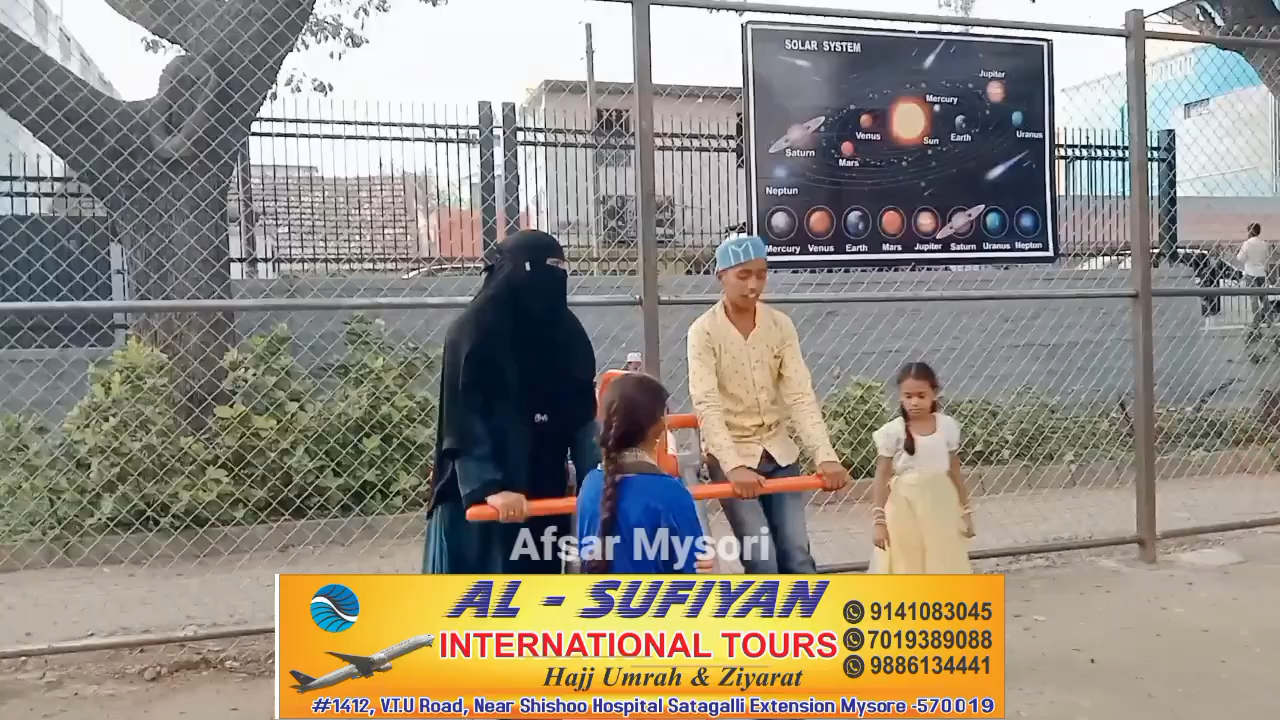 SOLAR SYSTEM
Jupiter
Mercury
Venus
Sun
Earth
Uranus
Saturn
Mars
Neptun
Mercury Venus Earth Mars Jupiter Saturn Uranus Neptun
Afsar Mysori
AL - SUFIYAN
INTERNATIONAL TOURS
Hajj Umrah & Ziyarat
9141083045
7019389088
9886134441
#1412, V.T.U Road, Near Shishoo Hospital Satagalli Extension Mysore -570019